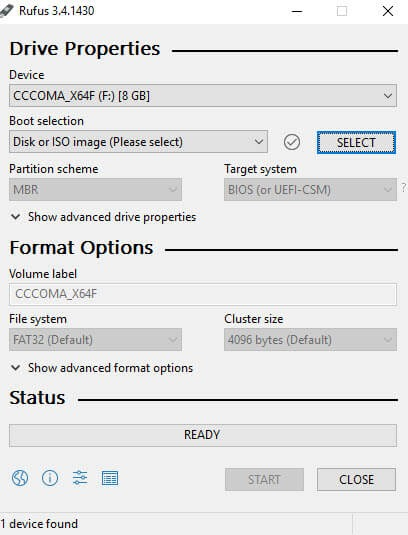 Rufus 3.4.1430
Drive Properties
Device
CCCOMA_X64F (F:) [8 GB]
Boot selection
Disk or ISO image (Please select)
SELECT
Partition scheme
Target system
MBR
BIOS (or UEFI-CSM)
?
Show advanced drive properties
Format Options
Volume label
CCCOMA_X64F
File system
Cluster size
FAT32 (Default)
4096 bytes (Default)
Show advanced format options
Status
READY
START
CLOSE
1 device found